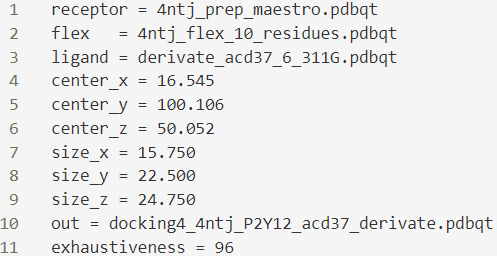 1 receptor = 4ntj_prep_maestro.pdbqt
2 flex   = 4ntj_flex_10_residues.pdbqt
3 ligand = derivate_acd37_6_311G.pdbqt
4 center_x = 16.545
5 center_y = 100.106
6 center_z = 50.052
7 size_x = 15.750
8 size_y = 22.500
9 size_z = 24.750
10 out = docking4_4ntj_P2Y12_acd37_derivate.pdbqt
11 exhaustiveness = 96